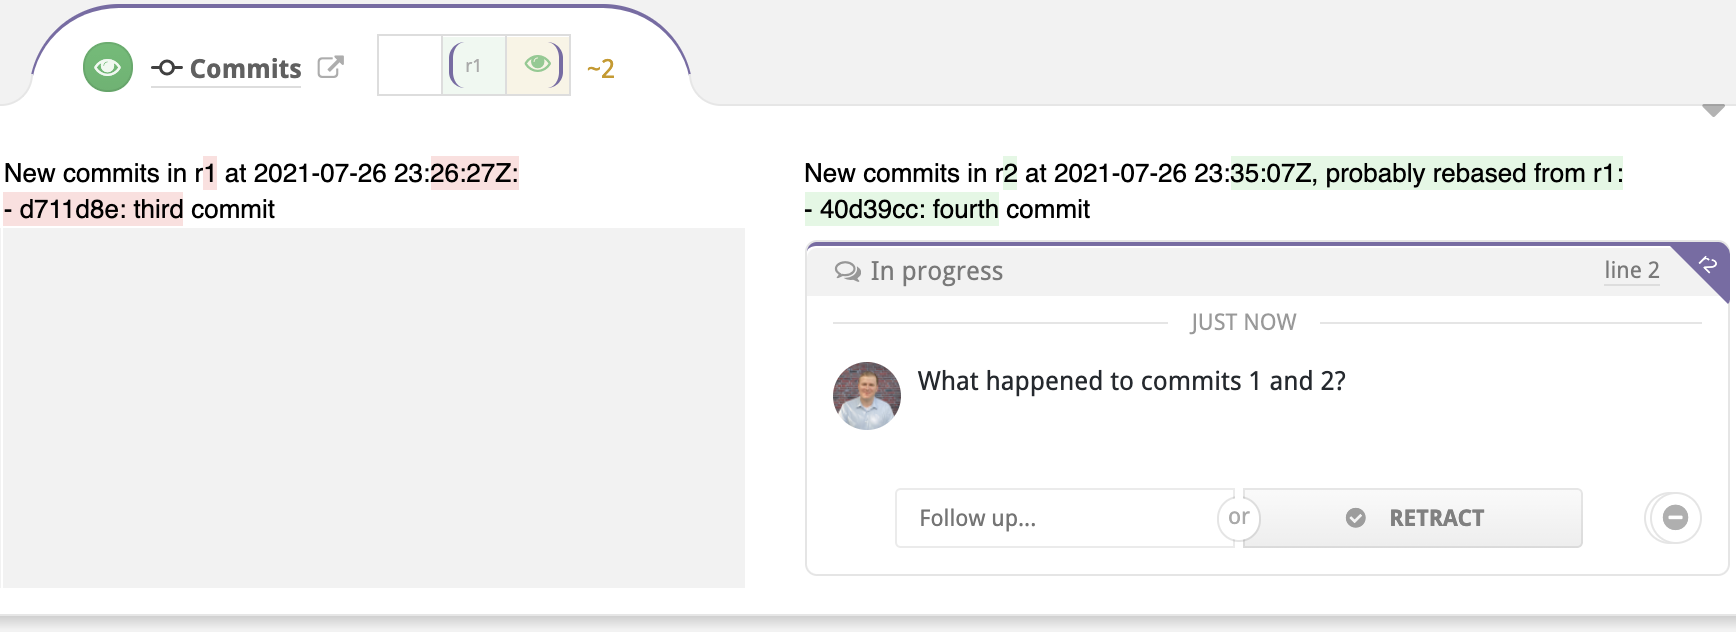 Commits
r1
~2
New commits in r1 at 2021-07-26 23:26:27Z:
- d711d8e: third commit
New commits in r2 at 2021-07-26 23:35:07Z, probably rebased from r1:
- 40d39cc: fourth commit
In progress
line 2
r2
JUST NOW
What happened to commits 1 and 2?
Follow up...
or
RETRACT